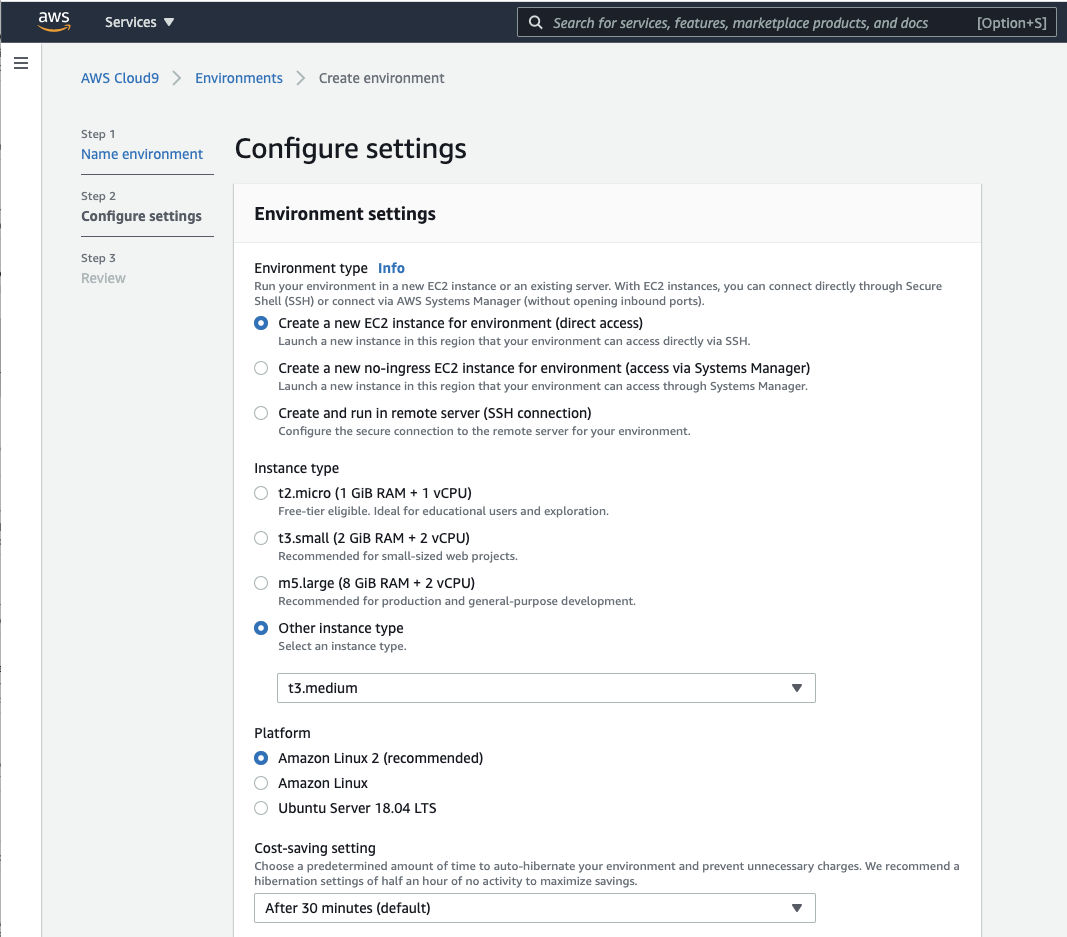 aws
Services ▼
Search for services, features, marketplace products, and docs
[Option+S]
AWS Cloud9 > Environments > Create environment
Step 1
Name environment
Step 2
Configure settings
Step 3
Review
Configure settings
Environment settings
Environment type Info
Run your environment in a new EC2 instance or an existing server. With EC2 instances, you can connect directly through Secure
Shell (SSH) or connect via AWS Systems Manager (without opening inbound ports).
Create a new EC2 instance for environment (direct access)
Launch a new instance in this region that your environment can access directly via SSH.
Create a new no-ingress EC2 instance for environment (access via Systems Manager)
Launch a new instance in this region that your environment can access through Systems Manager.
Create and run in remote server (SSH connection)
Configure the secure connection to the remote server for your environment.
Instance type
t2.micro (1 GiB RAM + 1 vCPU)
Free-tier eligible. Ideal for educational users and exploration.
t3.small (2 GiB RAM + 2 vCPU)
Recommended for small-sized web projects.
m5.large (8 GiB RAM + 2 vCPU)
Recommended for production and general-purpose development.
Other instance type
Select an instance type.
t3.medium
Platform
Amazon Linux 2 (recommended)
Amazon Linux
Ubuntu Server 18.04 LTS
Cost-saving setting
Choose a predetermined amount of time to auto-hibernate your environment and prevent unnecessary charges. We recommend a
hibernation settings of half an hour of no activity to maximize savings.
After 30 minutes (default)